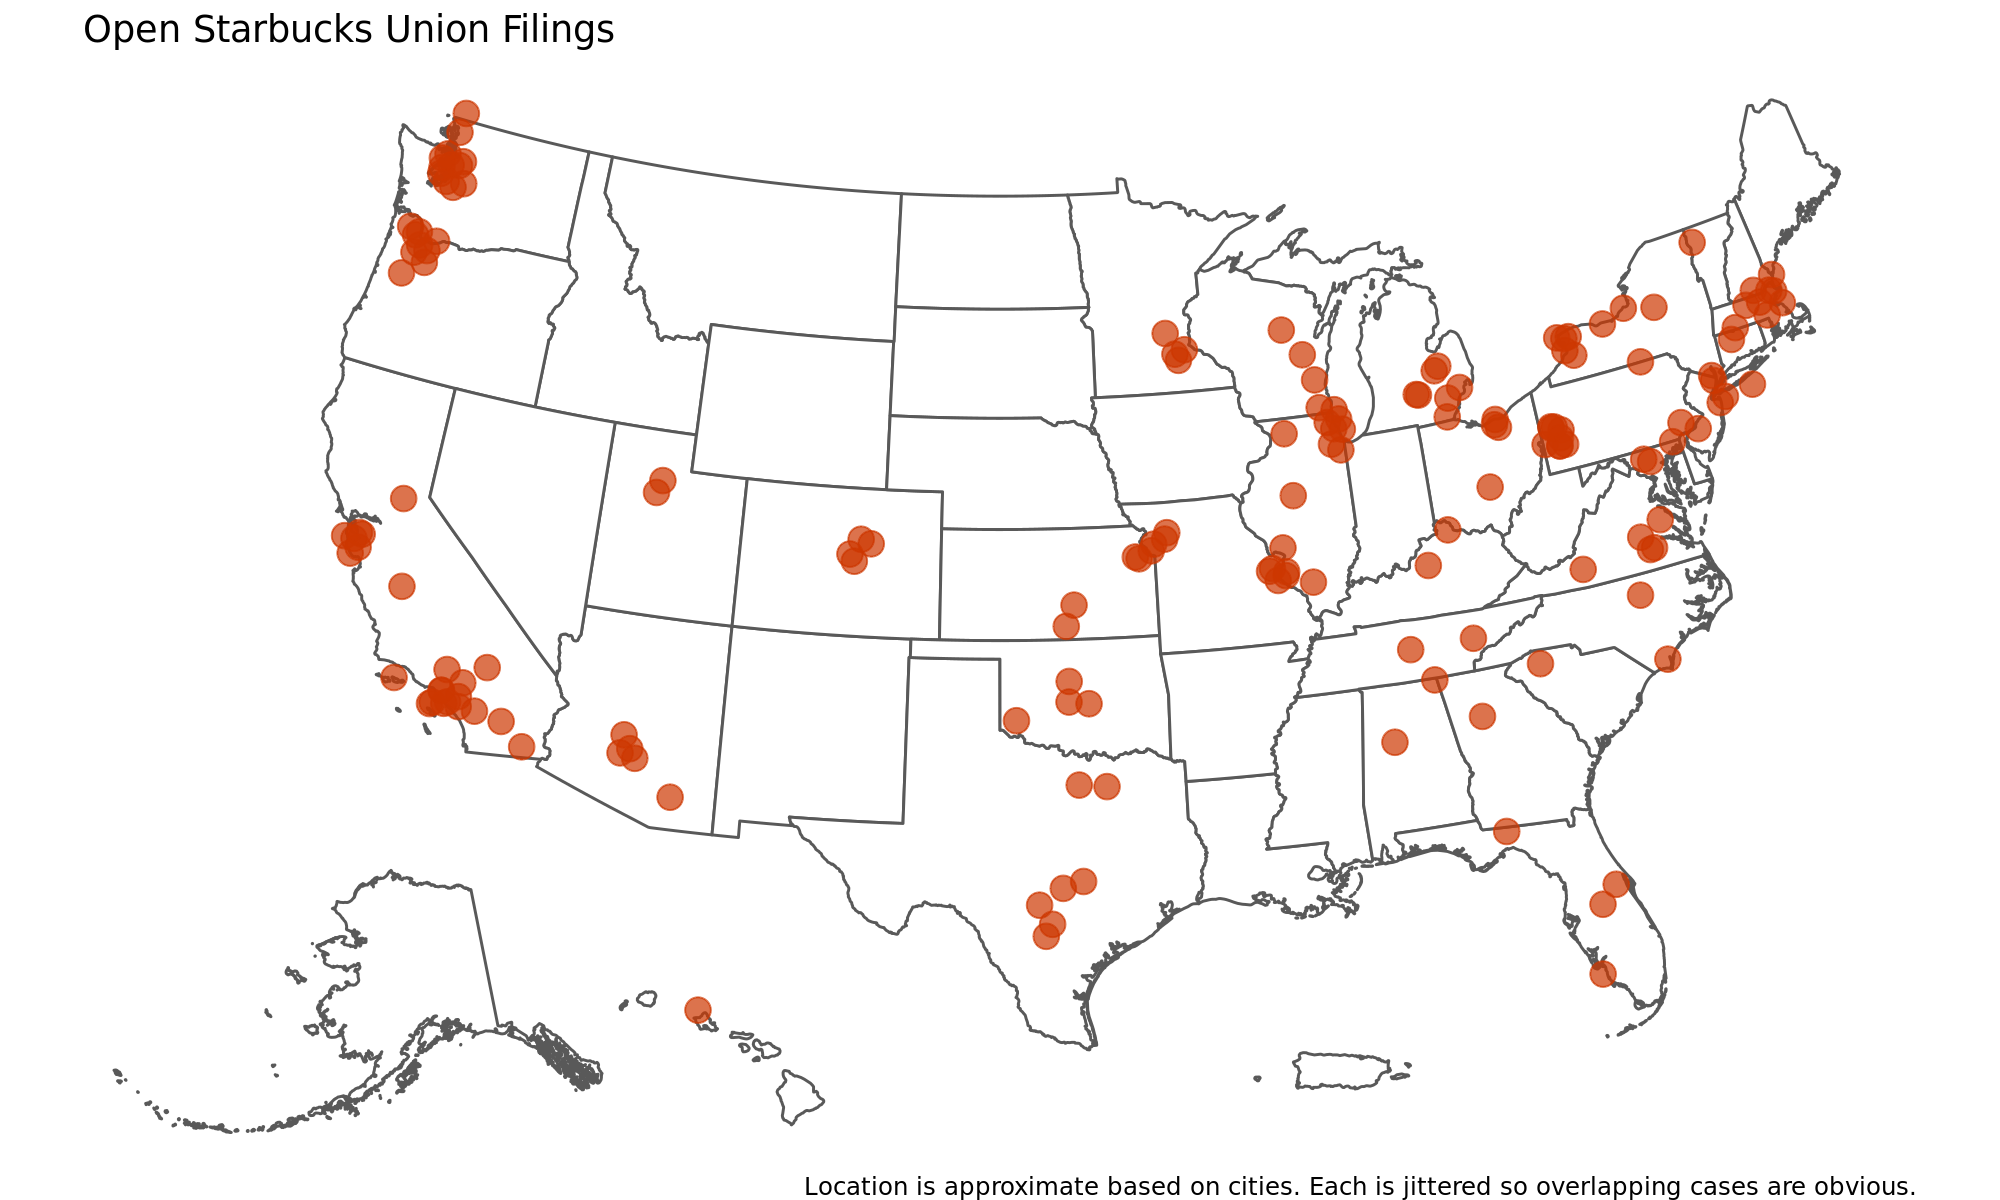 Open Starbucks Union Filings
Location is approximate based on cities. Each is jittered so overlapping cases are obvious.